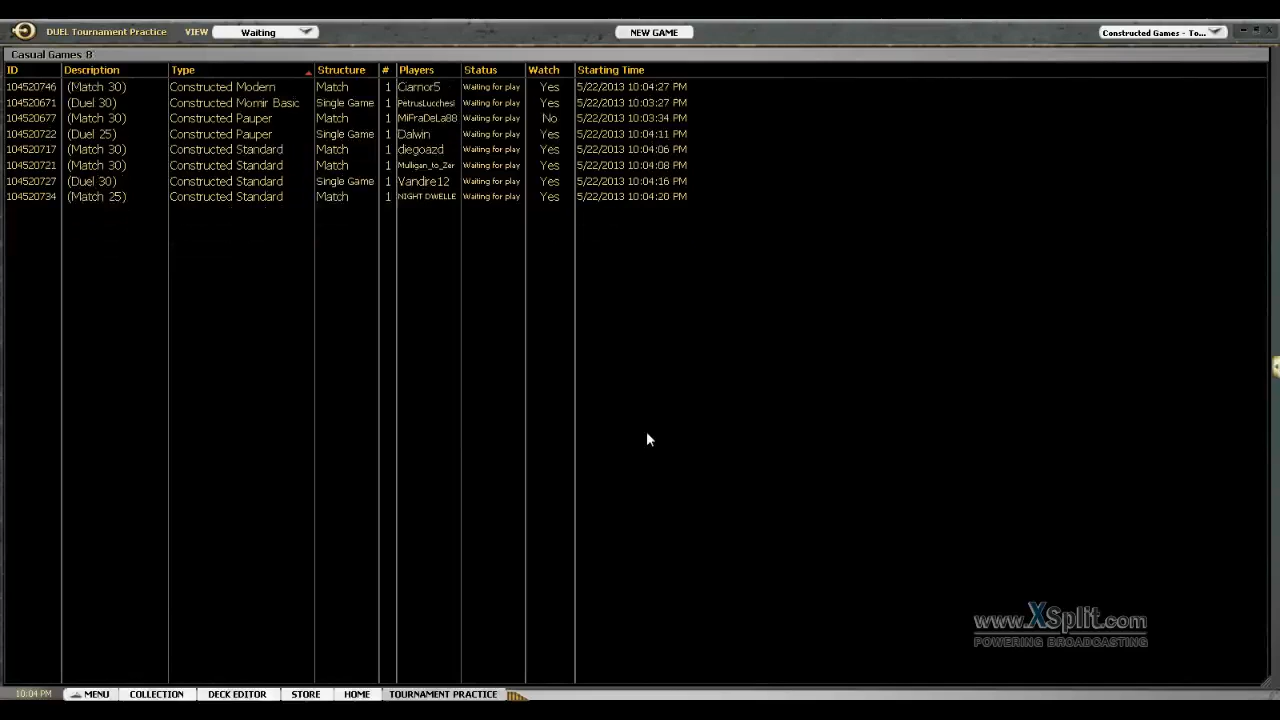 DUEL Tournament Practice VIEW Waiting NEW GAME Constructed Games - To...
Casual Games 8
ID Description Type Structure # Players Status Watch Starting Time
104520746 (Match 30) Constructed Modern Match 1 Ciamor5 Waiting for play Yes 5/22/2013 10:04:27 PM
104520671 (Duel 30) Constructed Momir Basic Single Game 1 PetrusLucchesi Waiting for play Yes 5/22/2013 10:03:27 PM
104520677 (Match 30) Constructed Pauper Match 1 MiFraDeLa88 Waiting for play No 5/22/2013 10:03:34 PM
104520722 (Duel 25) Constructed Pauper Single Game 1 Dalwin Waiting for play Yes 5/22/2013 10:04:11 PM
104520717 (Match 30) Constructed Standard Match 1 diegoazd Waiting for play Yes 5/22/2013 10:04:06 PM
104520721 (Match 30) Constructed Standard Match 1 Mulligan_to_Zer Waiting for play Yes 5/22/2013 10:04:08 PM
104520727 (Duel 30) Constructed Standard Single Game 1 Vandire12 Waiting for play Yes 5/22/2013 10:04:16 PM
104520734 (Match 25) Constructed Standard Match 1 NIGHT DWELLE Waiting for play Yes 5/22/2013 10:04:20 PM
www.XSplit.com
POWERING BROADCASTING
10:04 PM MENU COLLECTION DECK EDITOR STORE HOME TOURNAMENT PRACTICE